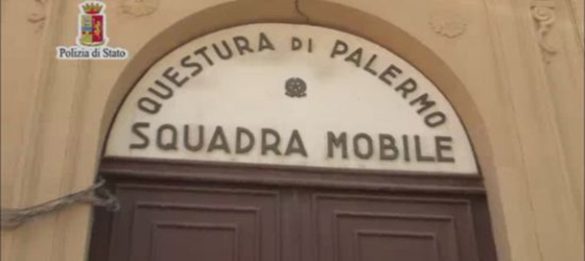 Polizia di Stato
QUESTURA DI PALERMO
SQUADRA MOBILE